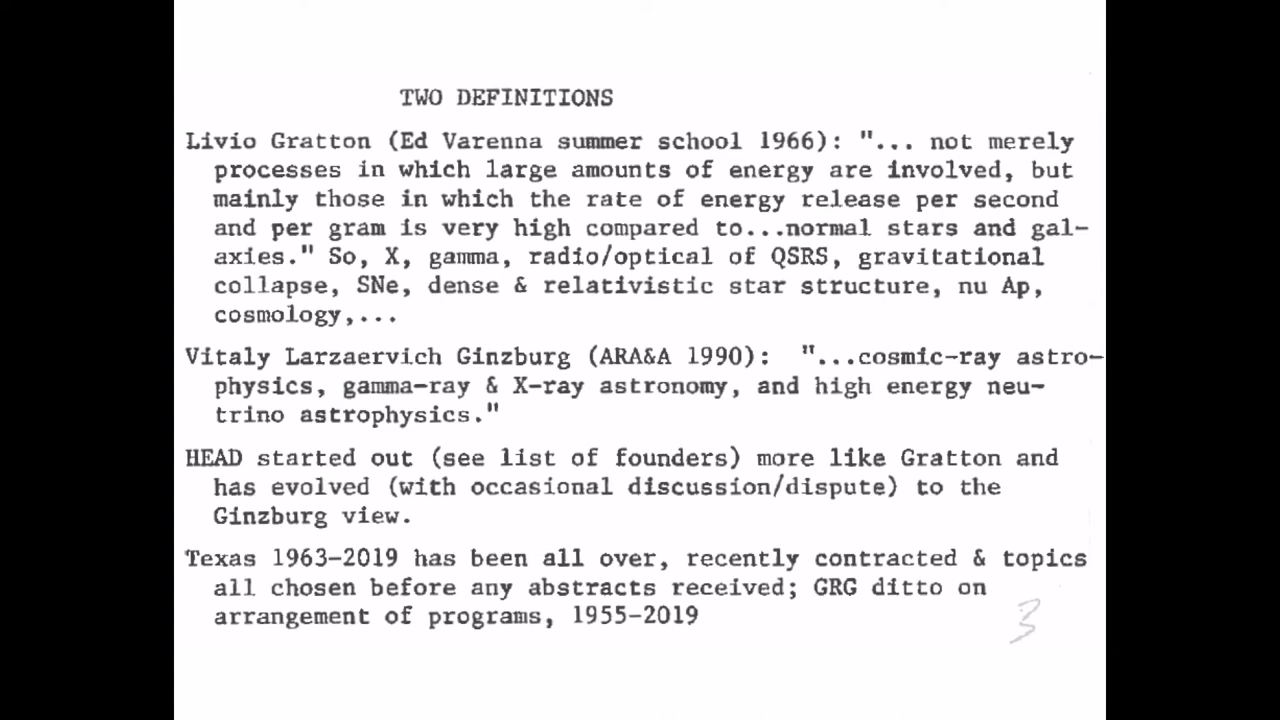 TWO DEFINITIONS
Livio Gratton (Ed Varenna summer school 1966): "... not merely
processes in which large amounts of energy are involved, but
mainly those in which the rate of energy release per second
and per gram is very high compared to...normal stars and gal-
axies." So, X, gamma, radio/optical of QSRS, gravitational
collapse, SNe, dense & relativistic star structure, nu Ap,
cosmology,...
Vitaly Larzaervich Ginzburg (ARA&A 1990): "...cosmic-ray astro-
physics, gamma-ray & X-ray astronomy, and high energy neu-
trino astrophysics."
HEAD started out (see list of founders) more like Gratton and
has evolved (with occasional discussion/dispute) to the
Ginzburg view.
Texas 1963-2019 has been all over, recently contracted & topics
all chosen before any abstracts received; GRG ditto on
arrangement of programs, 1955-2019
3